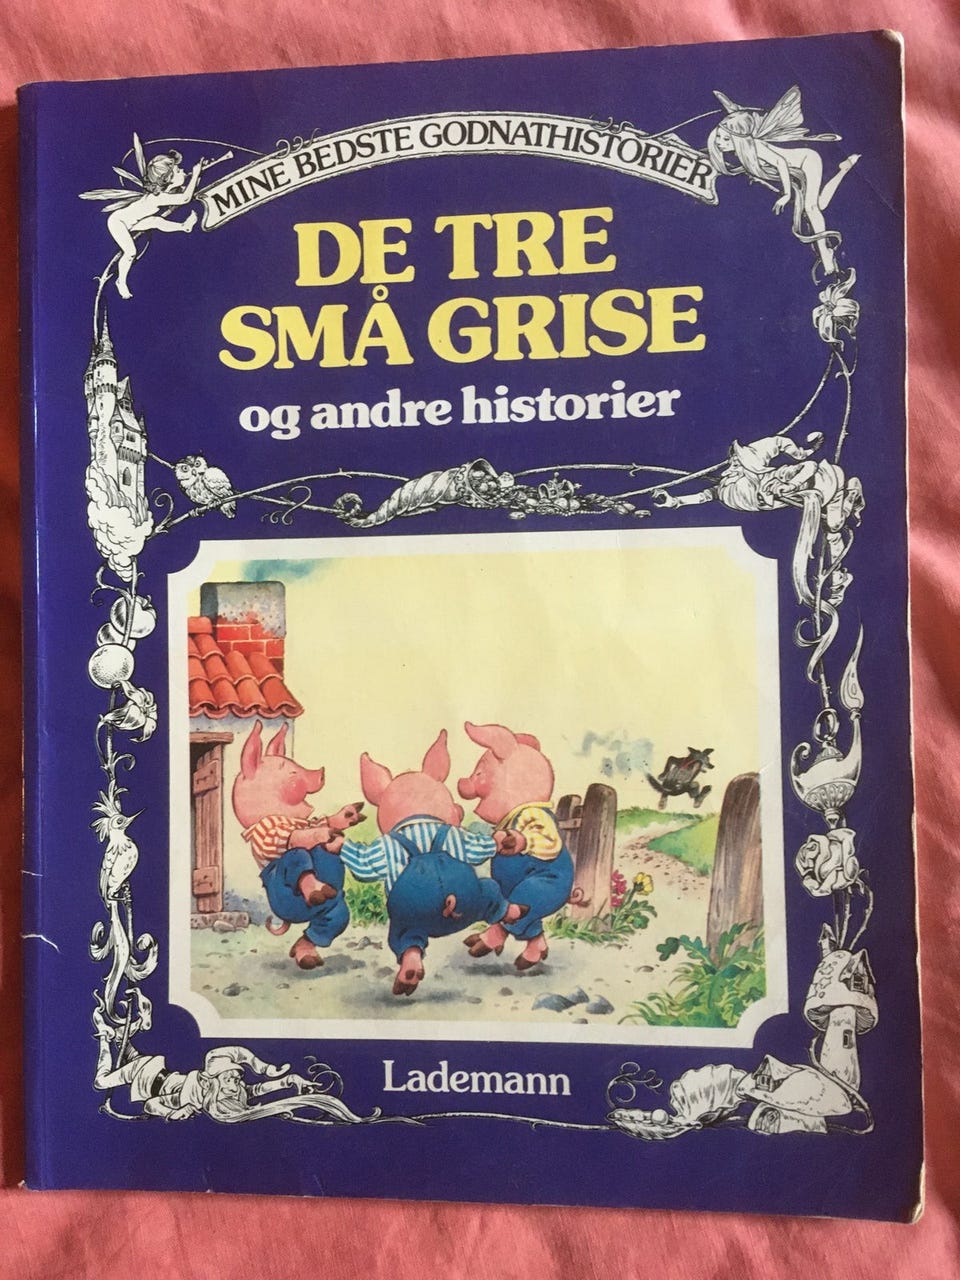 MINE BEDSTE GODNATHISTORIER
DE TRE
SMÅ GRISE
og andre historier
Lademann